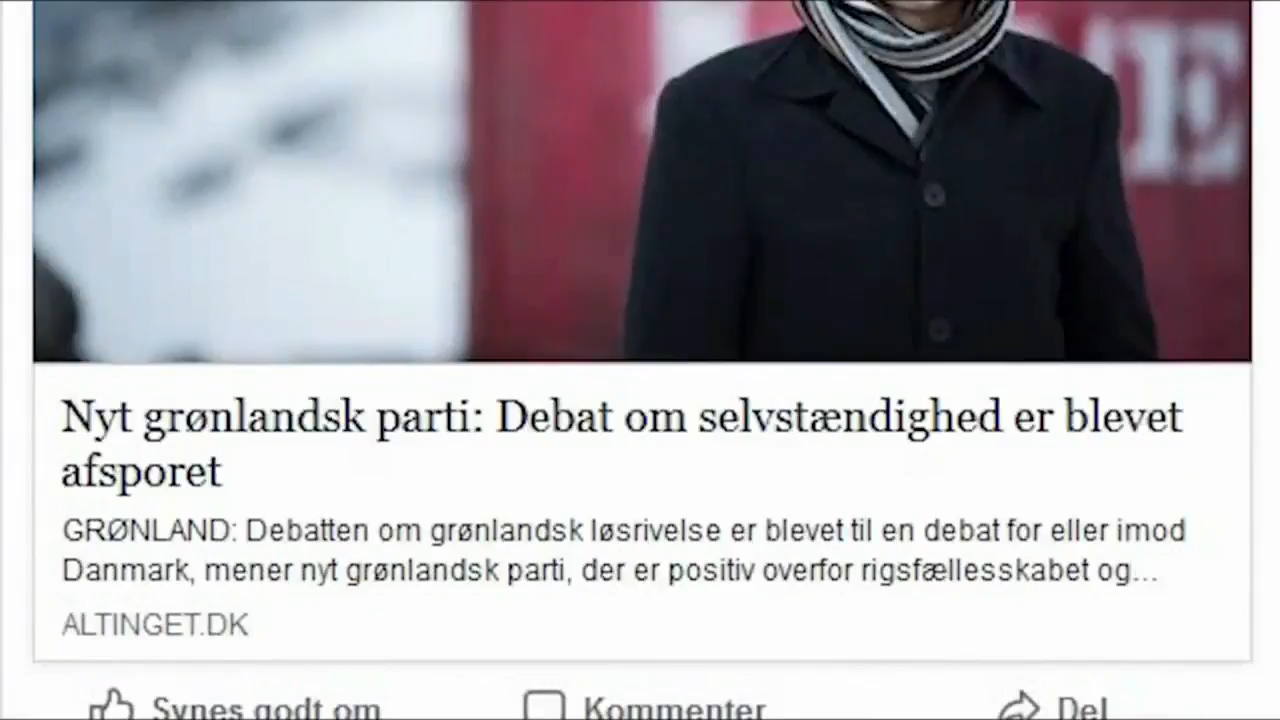 E
Nyt grønlandsk parti: Debat om selvstændighed er blevet
afsporet
GRØNLAND: Debatten om grønlandsk løsrivelse er blevet til en debat for eller imod
Danmark, mener nyt grønlandsk parti, der er positiv overfor rigsfællesskabet og...
ALTINGET.DK
Synes godt om Kommenter Del